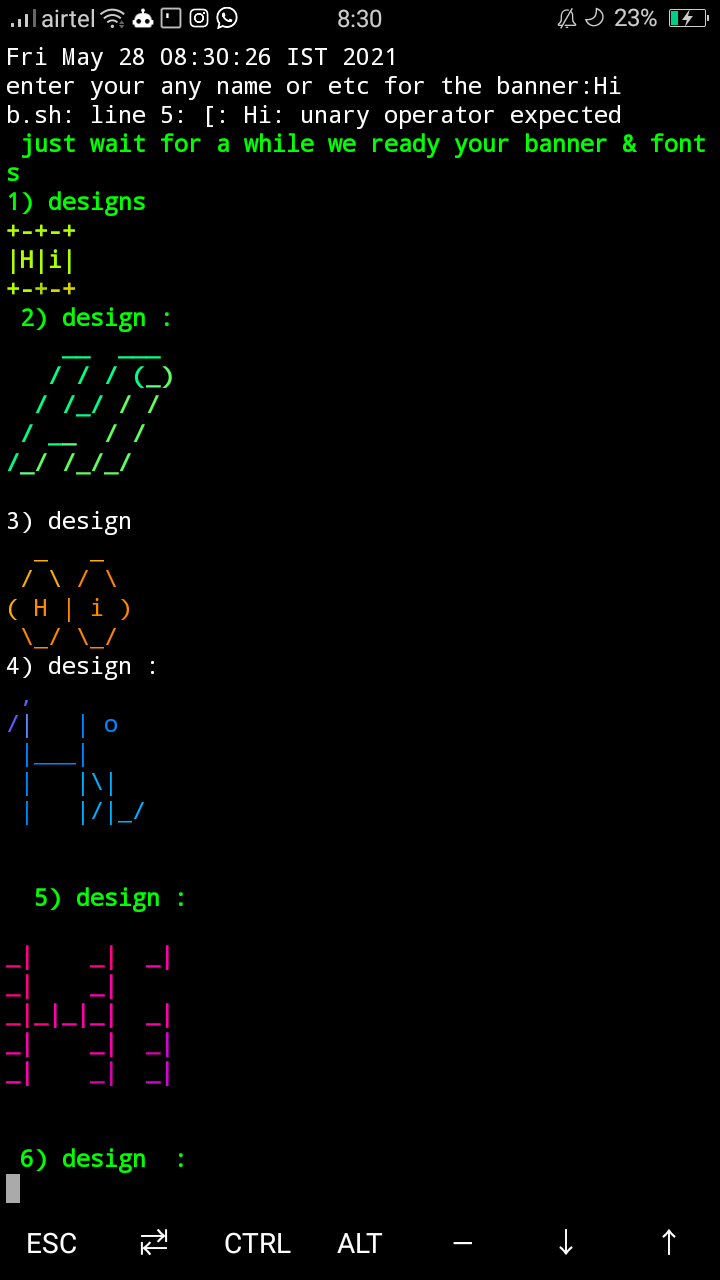 airtel 8:30 23%
Fri May 28 08:30:26 IST 2021
enter your any name or etc for the banner:Hi
b.sh: line 5: [: Hi: unary operator expected
 just wait for a while we ready your banner & font
s
1) designs
+-+-+
|H|i|
+-+-+
 2) design :
    __  ___
   / / / (_)
  / /_/ / /
 / __  / /
/_/ /_/_/

3) design
  _   _
 / \ / \
( H | i )
 \_/ \_/
4) design :
 ,
/|   | o
 |___|
 |   |\|
 |   |/|_/

  5) design :

_|    _|  _|
_|    _|
_|_|_|_|  _|
_|    _|  _|
_|    _|  _|

 6) design  :
ESC ⇄ CTRL ALT — ↓ ↑